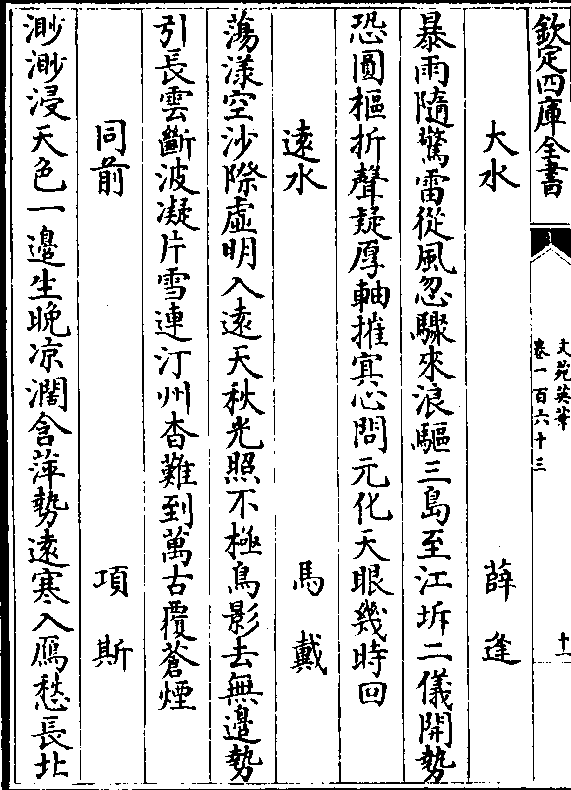 欽定四庫全書
文苑英華
卷一百六十三
十一
大水 薛逢
暴雨隨驚雷從風忽驟來浪驅三島至江坼二儀開勢
恐圓樞折聲疑厚軸摧寘心問元化天眼幾時回
遠水 馬戴
蕩漾空沙際虛明入遠天秋光照不極鳥影去無邊勢
引長雲斷波凝片雪連汀州杳難到萬古覆蒼煙
同前 項斯
渺渺浸天色一邊生晚凉濶含萍勢遠寒入鴈愁長北